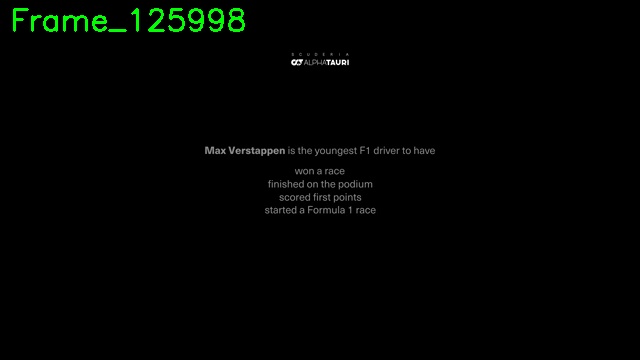 Frame_125998
SCUDERIA
ALPHATAURI
Max Verstappen is the youngest F1 driver to have
won a race
finished on the podium
scored first points
started a Formula 1 race